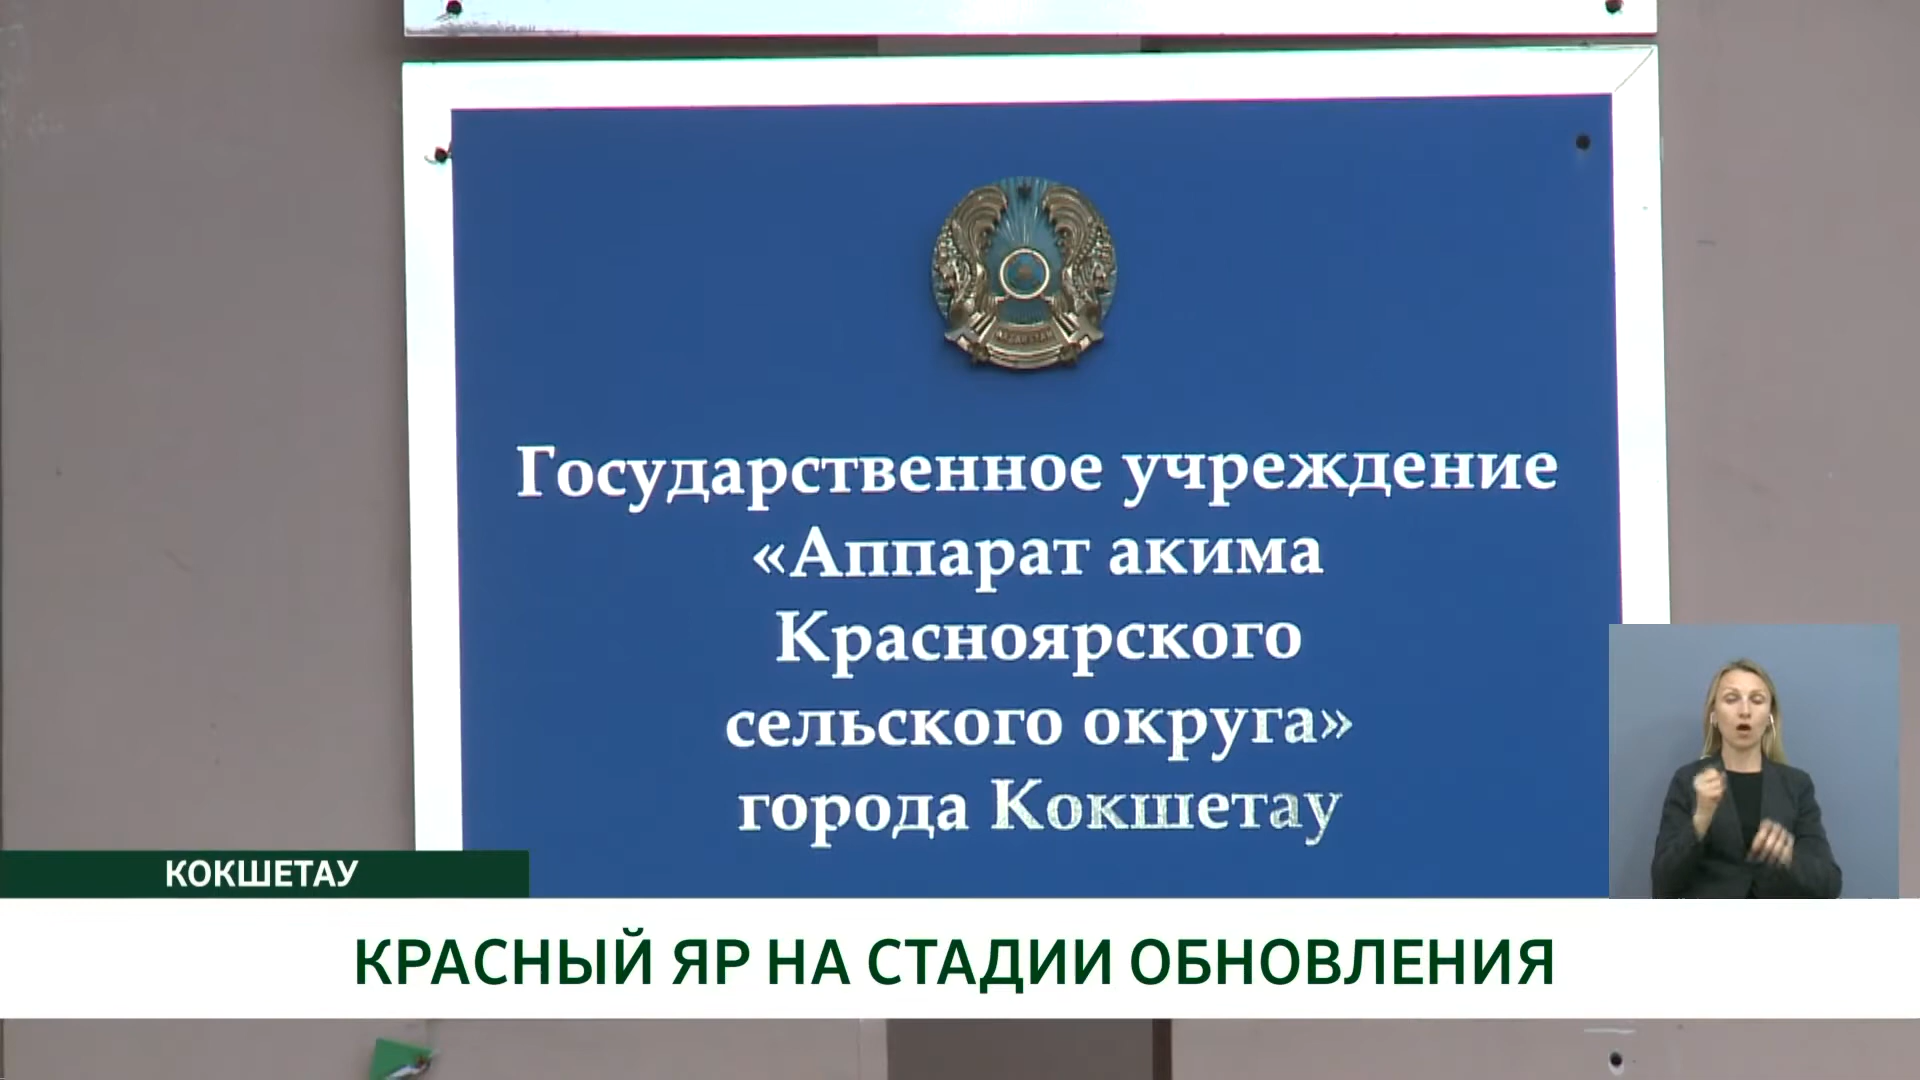 Государственное учреждение
«Аппарат акима
Красноярского
сельского округа»
города Кокшетау
КОКШЕТАУ
КРАСНЫЙ ЯР НА СТАДИИ ОБНОВЛЕНИЯ